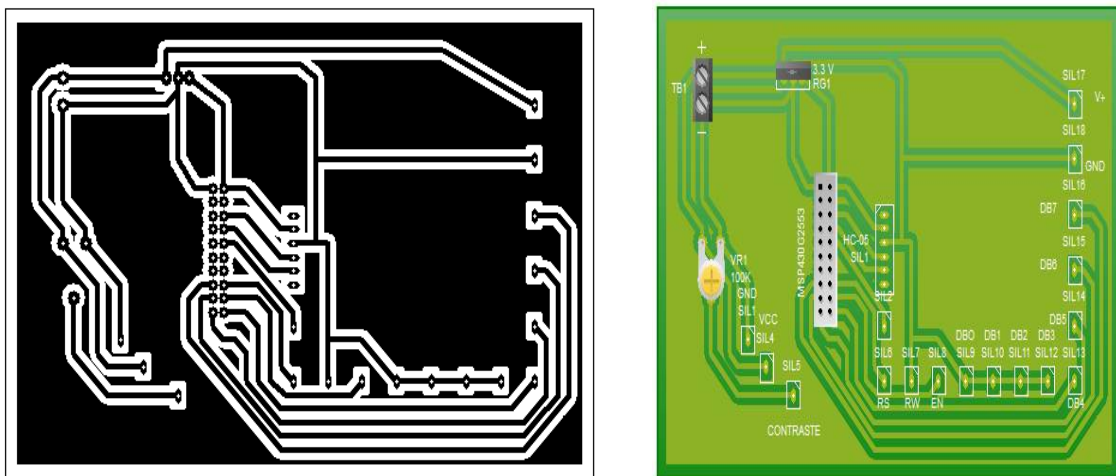 +
3.3 V
RG1
TB1
−
SIL17
V+
SIL18
GND
SIL16
DB7
SIL15
DB6
SIL14
DB5
MSP430G2553
HC-05
SIL1
VR1
100K
GND
SIL1
SIL2
VCC
SIL4
SIL5
SIL6
SIL7
SIL8
DBO
SIL9
DB1
SIL10
DB2
SIL11
DB3
SIL12
SIL13
RS
RW
EN
DB4
CONTRASTE